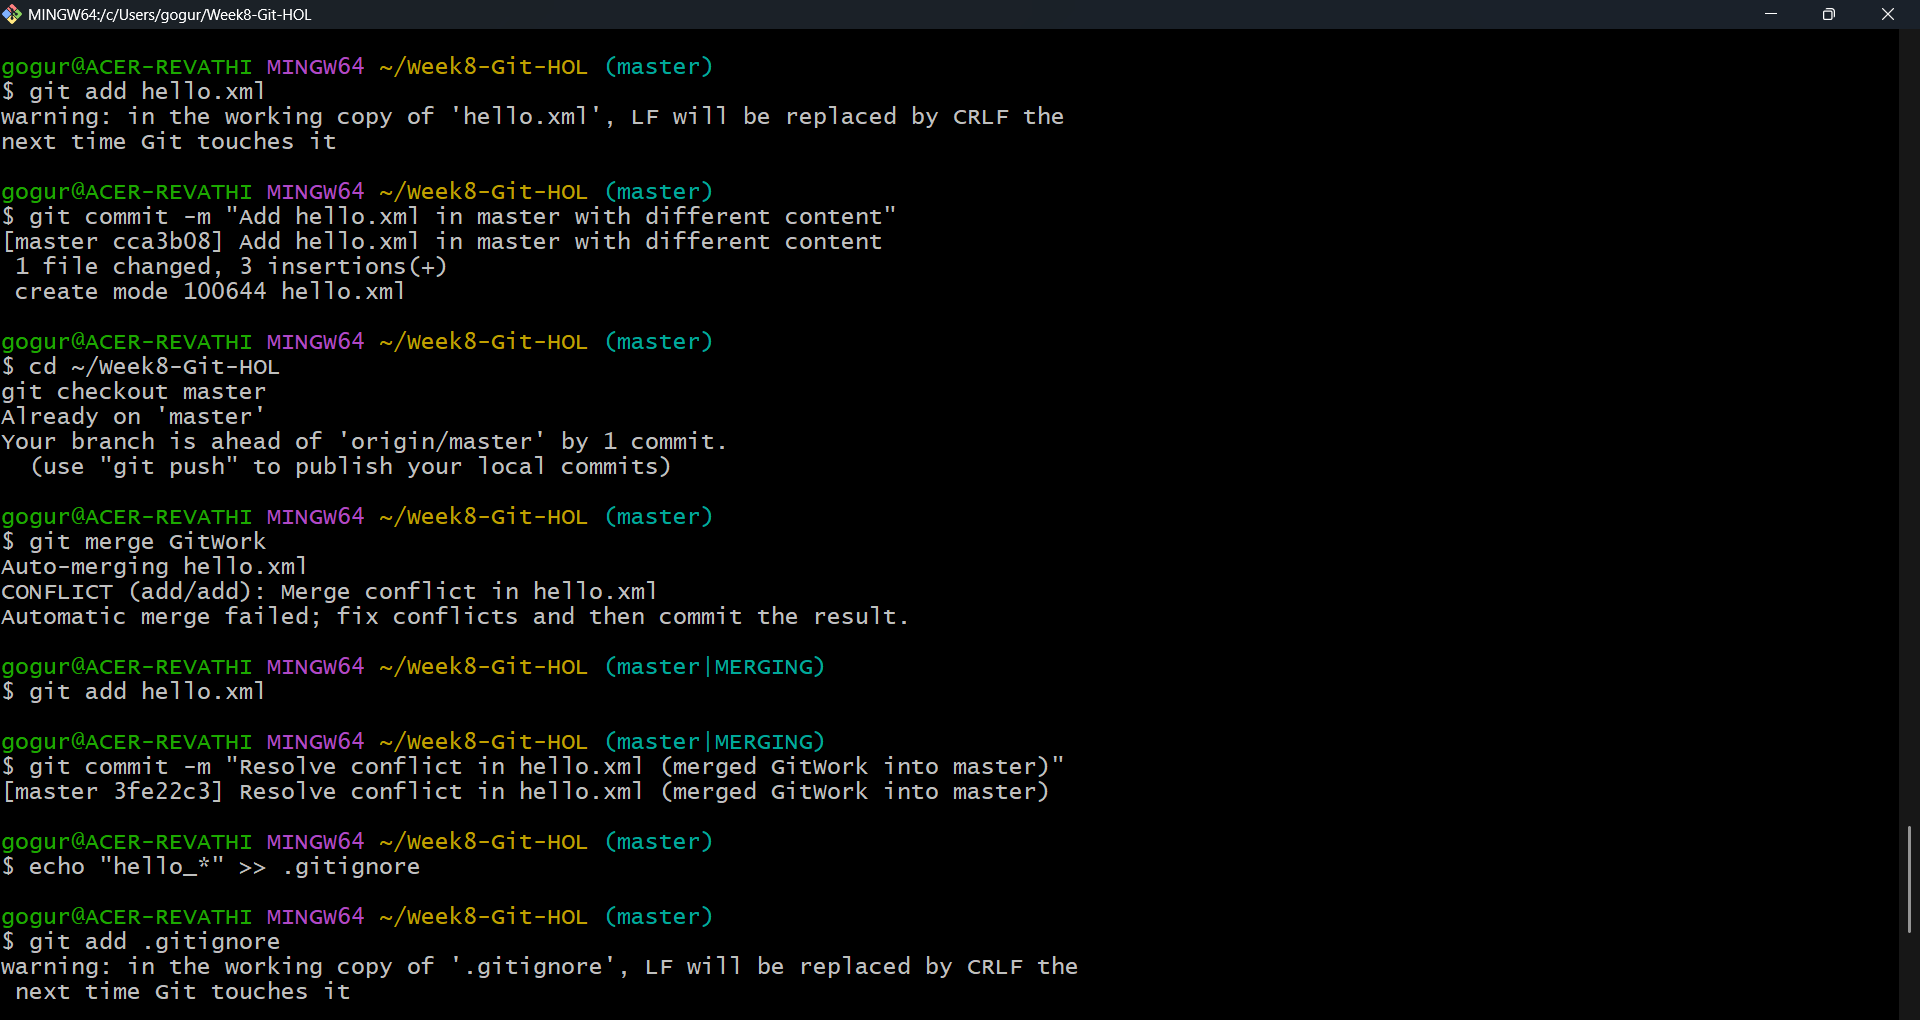 MINGW64:/c/Users/gogur/Week8-Git-HOL
gogur@ACER-REVATHI MINGW64 ~/Week8-Git-HOL (master)
$ git add hello.xml
warning: in the working copy of 'hello.xml', LF will be replaced by CRLF the
next time Git touches it
gogur@ACER-REVATHI MINGW64 ~/Week8-Git-HOL (master)
$ git commit -m "Add hello.xml in master with different content"
[master cca3b08] Add hello.xml in master with different content
 1 file changed, 3 insertions(+)
 create mode 100644 hello.xml
gogur@ACER-REVATHI MINGW64 ~/Week8-Git-HOL (master)
$ cd ~/Week8-Git-HOL
git checkout master
Already on 'master'
Your branch is ahead of 'origin/master' by 1 commit.
  (use "git push" to publish your local commits)
gogur@ACER-REVATHI MINGW64 ~/Week8-Git-HOL (master)
$ git merge GitWork
Auto-merging hello.xml
CONFLICT (add/add): Merge conflict in hello.xml
Automatic merge failed; fix conflicts and then commit the result.
gogur@ACER-REVATHI MINGW64 ~/Week8-Git-HOL (master|MERGING)
$ git add hello.xml
gogur@ACER-REVATHI MINGW64 ~/Week8-Git-HOL (master|MERGING)
$ git commit -m "Resolve conflict in hello.xml (merged GitWork into master)"
[master 3fe22c3] Resolve conflict in hello.xml (merged GitWork into master)
gogur@ACER-REVATHI MINGW64 ~/Week8-Git-HOL (master)
$ echo "hello_*" >> .gitignore
gogur@ACER-REVATHI MINGW64 ~/Week8-Git-HOL (master)
$ git add .gitignore
warning: in the working copy of '.gitignore', LF will be replaced by CRLF the
 next time Git touches it